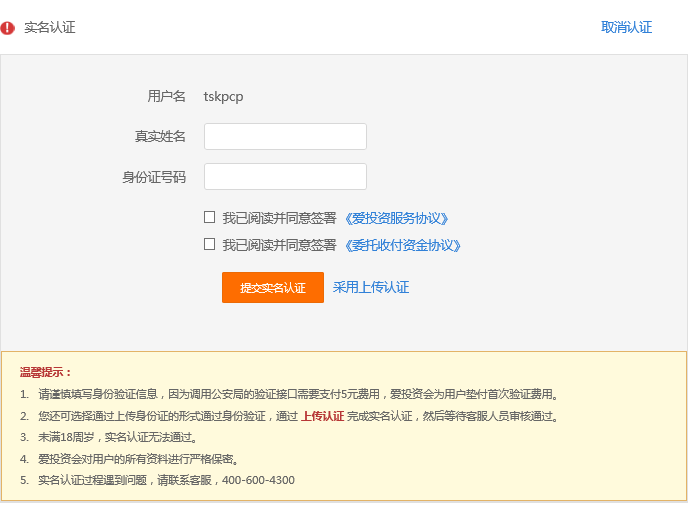 实名认证 取消认证
用户名 tskpcp
真实姓名
身份证号码
我已阅读并同意签署 《爱投资服务协议》
我已阅读并同意签署 《委托收付资金协议》
提交实名认证 采用上传认证
温馨提示：
1. 请谨慎填写身份验证信息，因为调用公安局的验证接口需要支付5元费用，爱投资会为用户垫付首次验证费用。
2. 您还可选择通过上传身份证的形式通过身份验证，通过 上传认证 完成实名认证，然后等待客服人员审核通过。
3. 未满18周岁，实名认证无法通过。
4. 爱投资会对用户的所有资料进行严格保密。
5. 实名认证过程遇到问题，请联系客服，400-600-4300